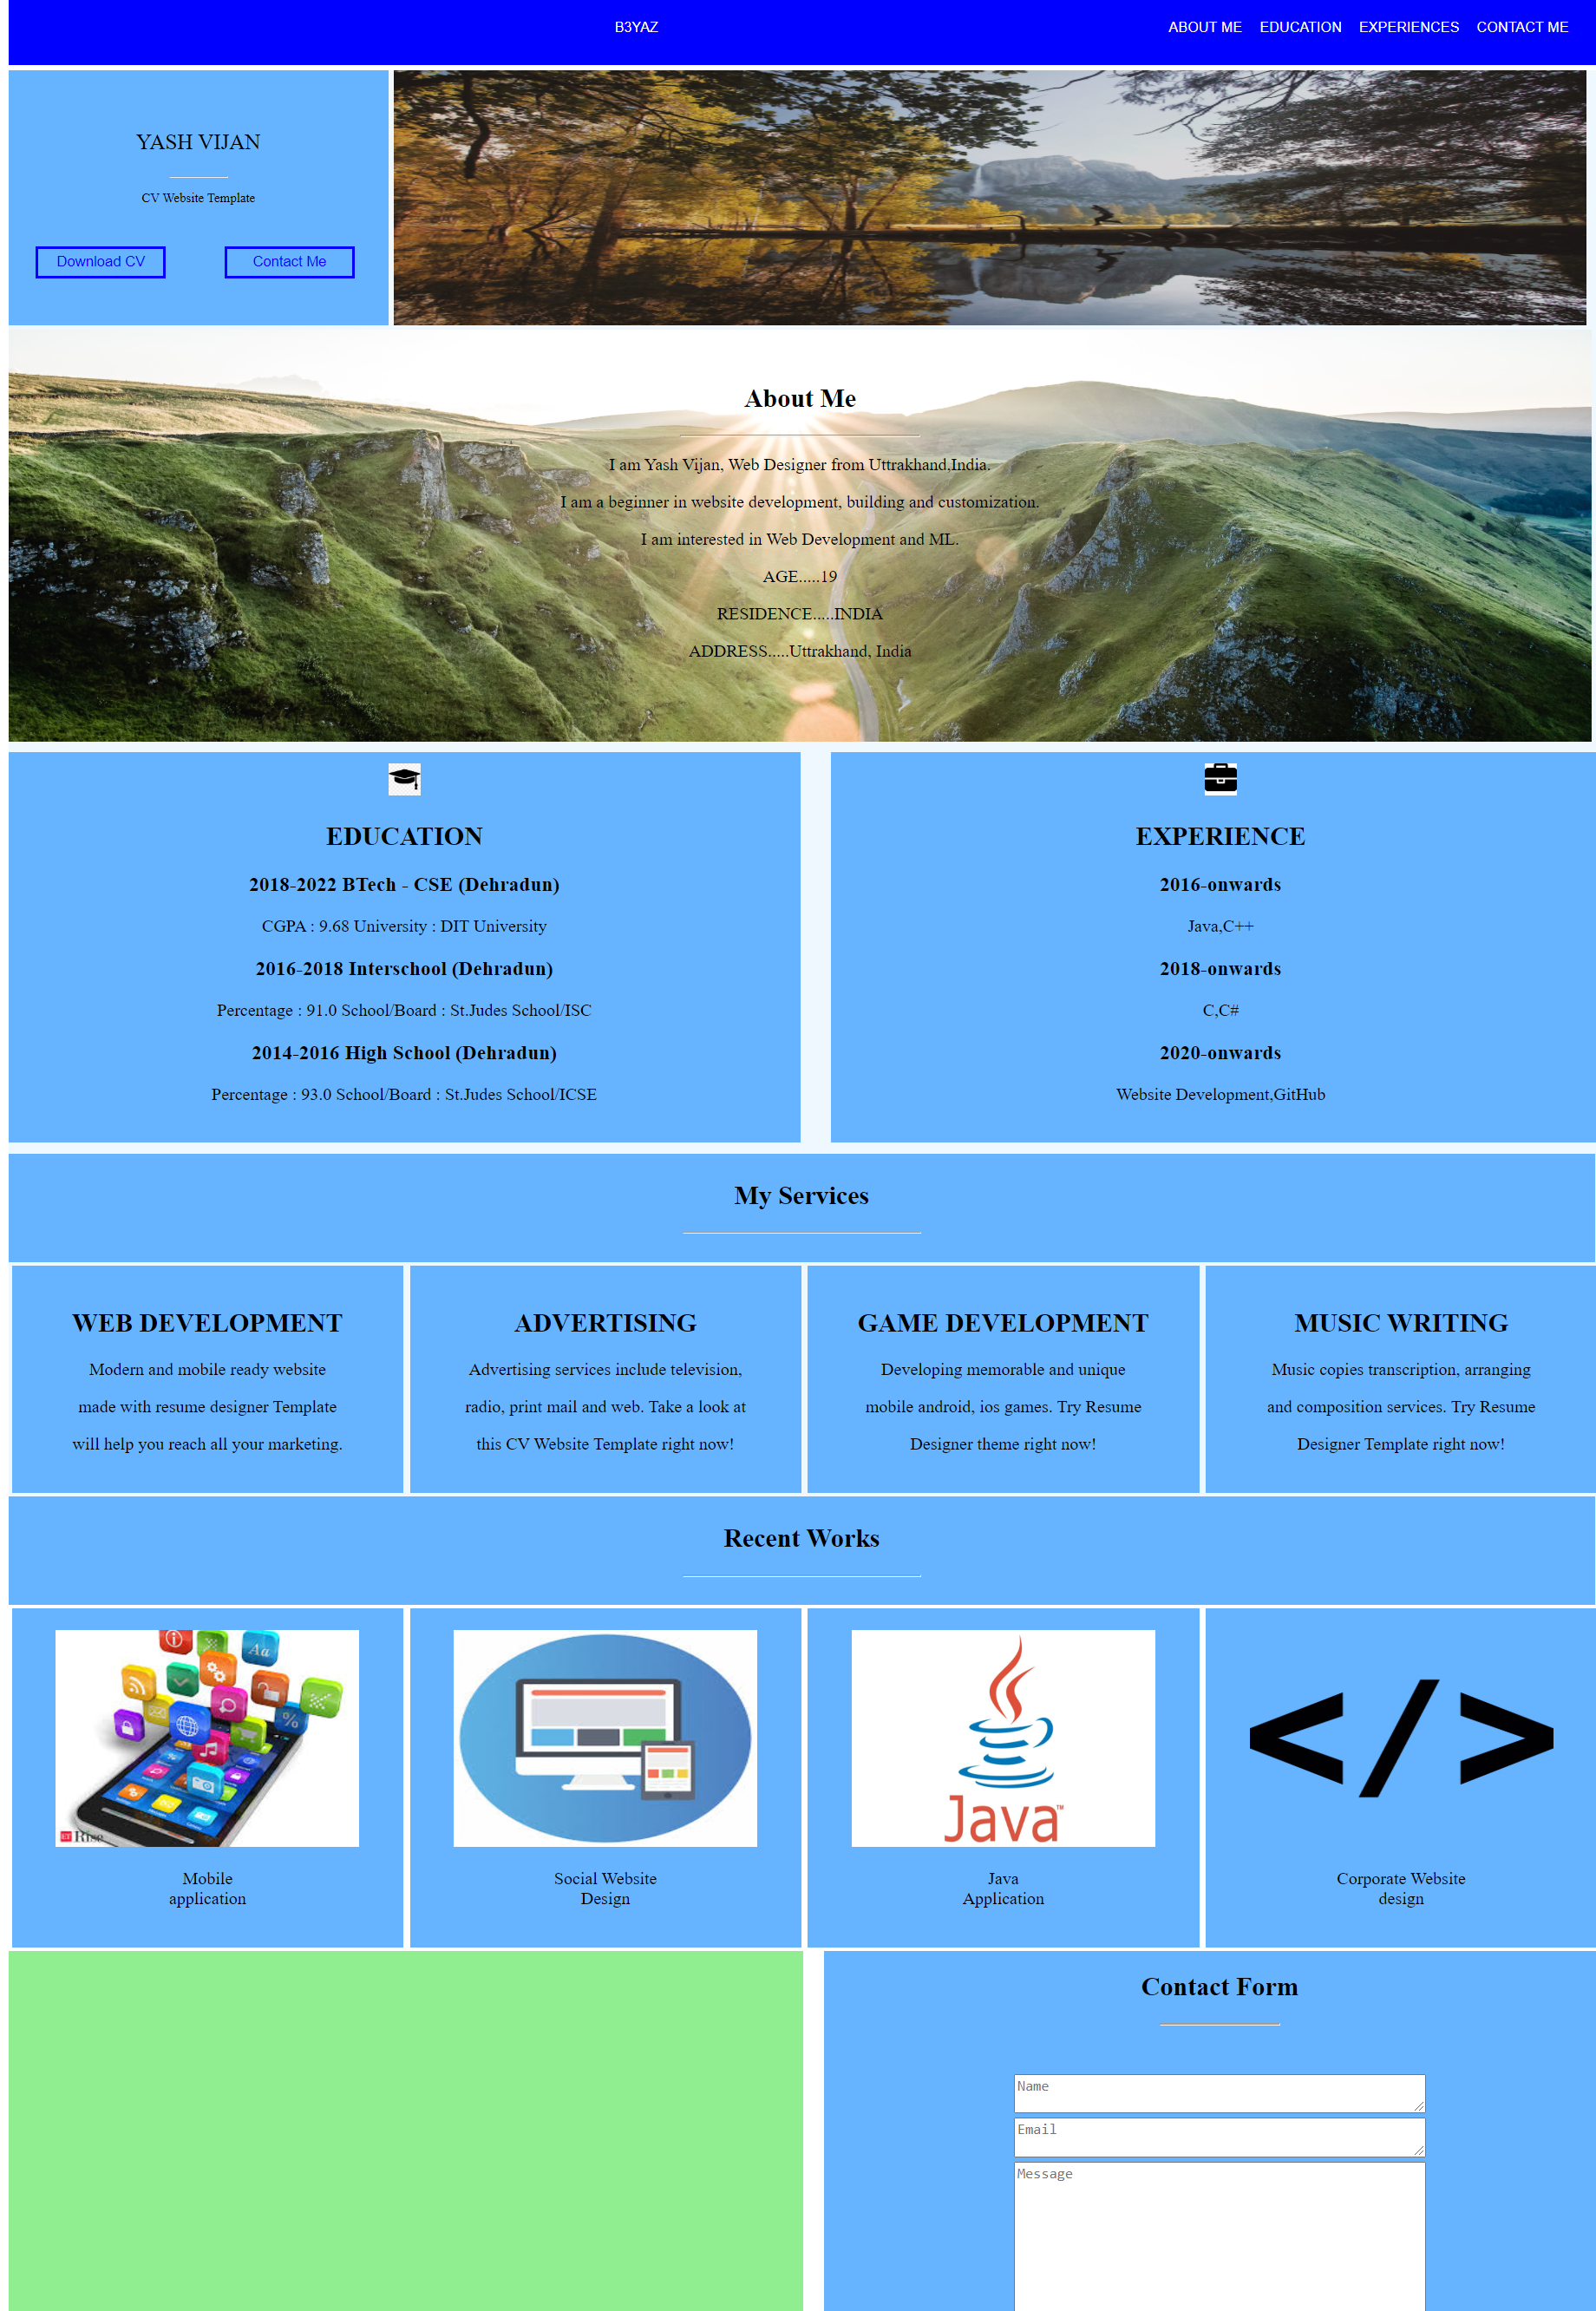 B3YAZ
ABOUT ME EDUCATION EXPERIENCES CONTACT ME
YASH VIJAN
CV Website Template
Download CV Contact Me
About Me
I am Yash Vijan, Web Designer from Uttrakhand,India.
I am a beginner in website development, building and customization.
I am interested in Web Development and ML.
AGE.....19
RESIDENCE.....INDIA
ADDRESS.....Uttrakhand, India
EDUCATION
2018-2022 BTech - CSE (Dehradun)
CGPA : 9.68 University : DIT University
2016-2018 Interschool (Dehradun)
Percentage : 91.0 School/Board : St.Judes School/ISC
2014-2016 High School (Dehradun)
Percentage : 93.0 School/Board : St.Judes School/ICSE
EXPERIENCE
2016-onwards
Java,C++
2018-onwards
C,C#
2020-onwards
Website Development,GitHub
My Services
WEB DEVELOPMENT
Modern and mobile ready website
made with resume designer Template
will help you reach all your marketing.
ADVERTISING
Advertising services include television,
radio, print mail and web. Take a look at
this CV Website Template right now!
GAME DEVELOPMENT
Developing memorable and unique
mobile android, ios games. Try Resume
Designer theme right now!
MUSIC WRITING
Music copies transcription, arranging
and composition services. Try Resume
Designer Template right now!
Recent Works
Aa
%
ET Rise
Mobile
application
Social Website
Design
Java™
Java
Application
</>
Corporate Website
design
Contact Form
Name
Email
Message